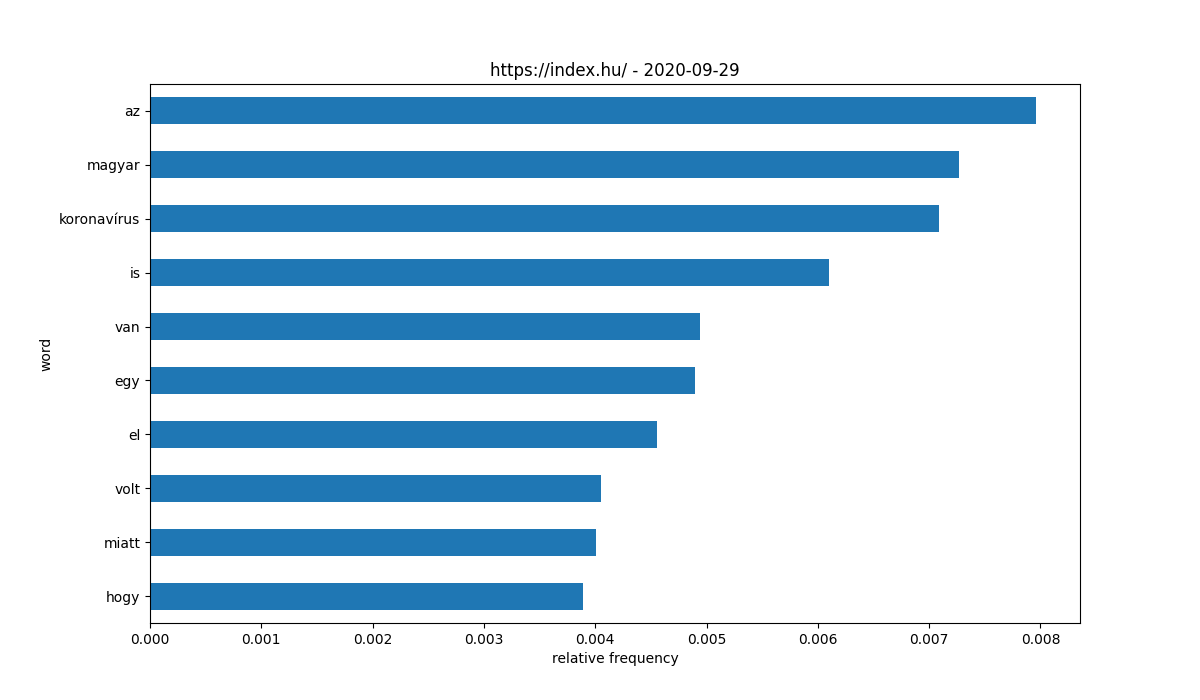 https://index.hu/ - 2020-09-29
az
magyar
koronavírus
is
van
egy
el
volt
miatt
hogy
word
0.000 0.001 0.002 0.003 0.004 0.005 0.006 0.007 0.008
relative frequency